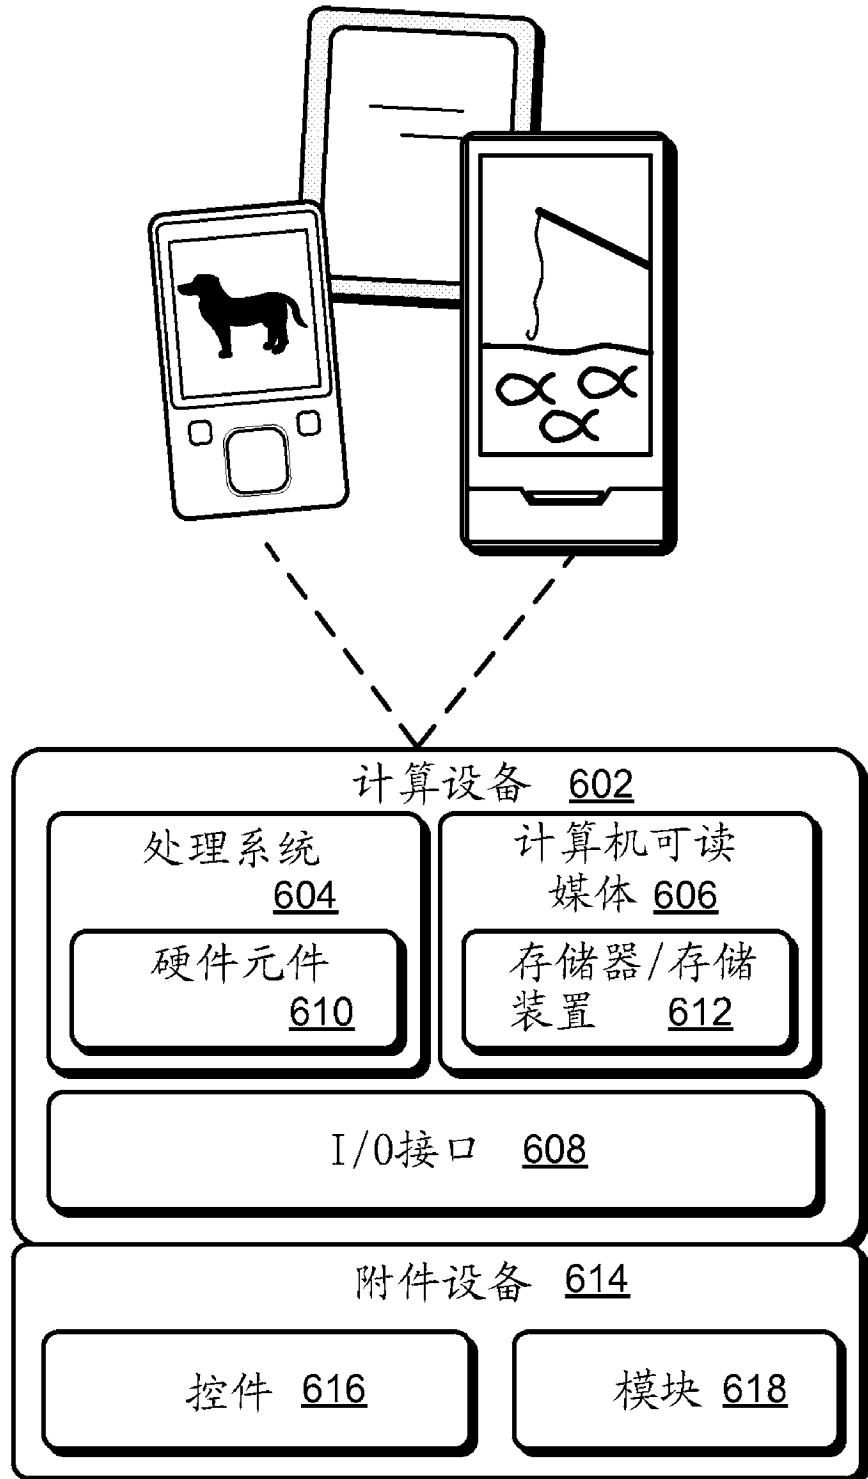 计算设备 602
处理系统
604
硬件元件
610
计算机可读
媒体 606
存储器/存储
装置 612
I/O接口 608
附件设备 614
控件 616
模块 618